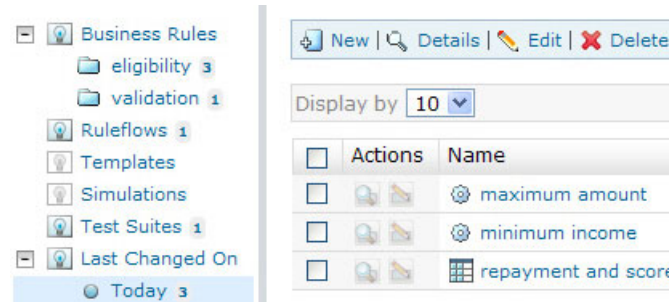 Business Rules
eligibility 3
validation 1
Ruleflows 1
Templates
Simulations
Test Suites 1
Last Changed On
Today 3
New | Details | Edit | Delete
Display by 10
Actions Name
maximum amount
minimum income
repayment and score